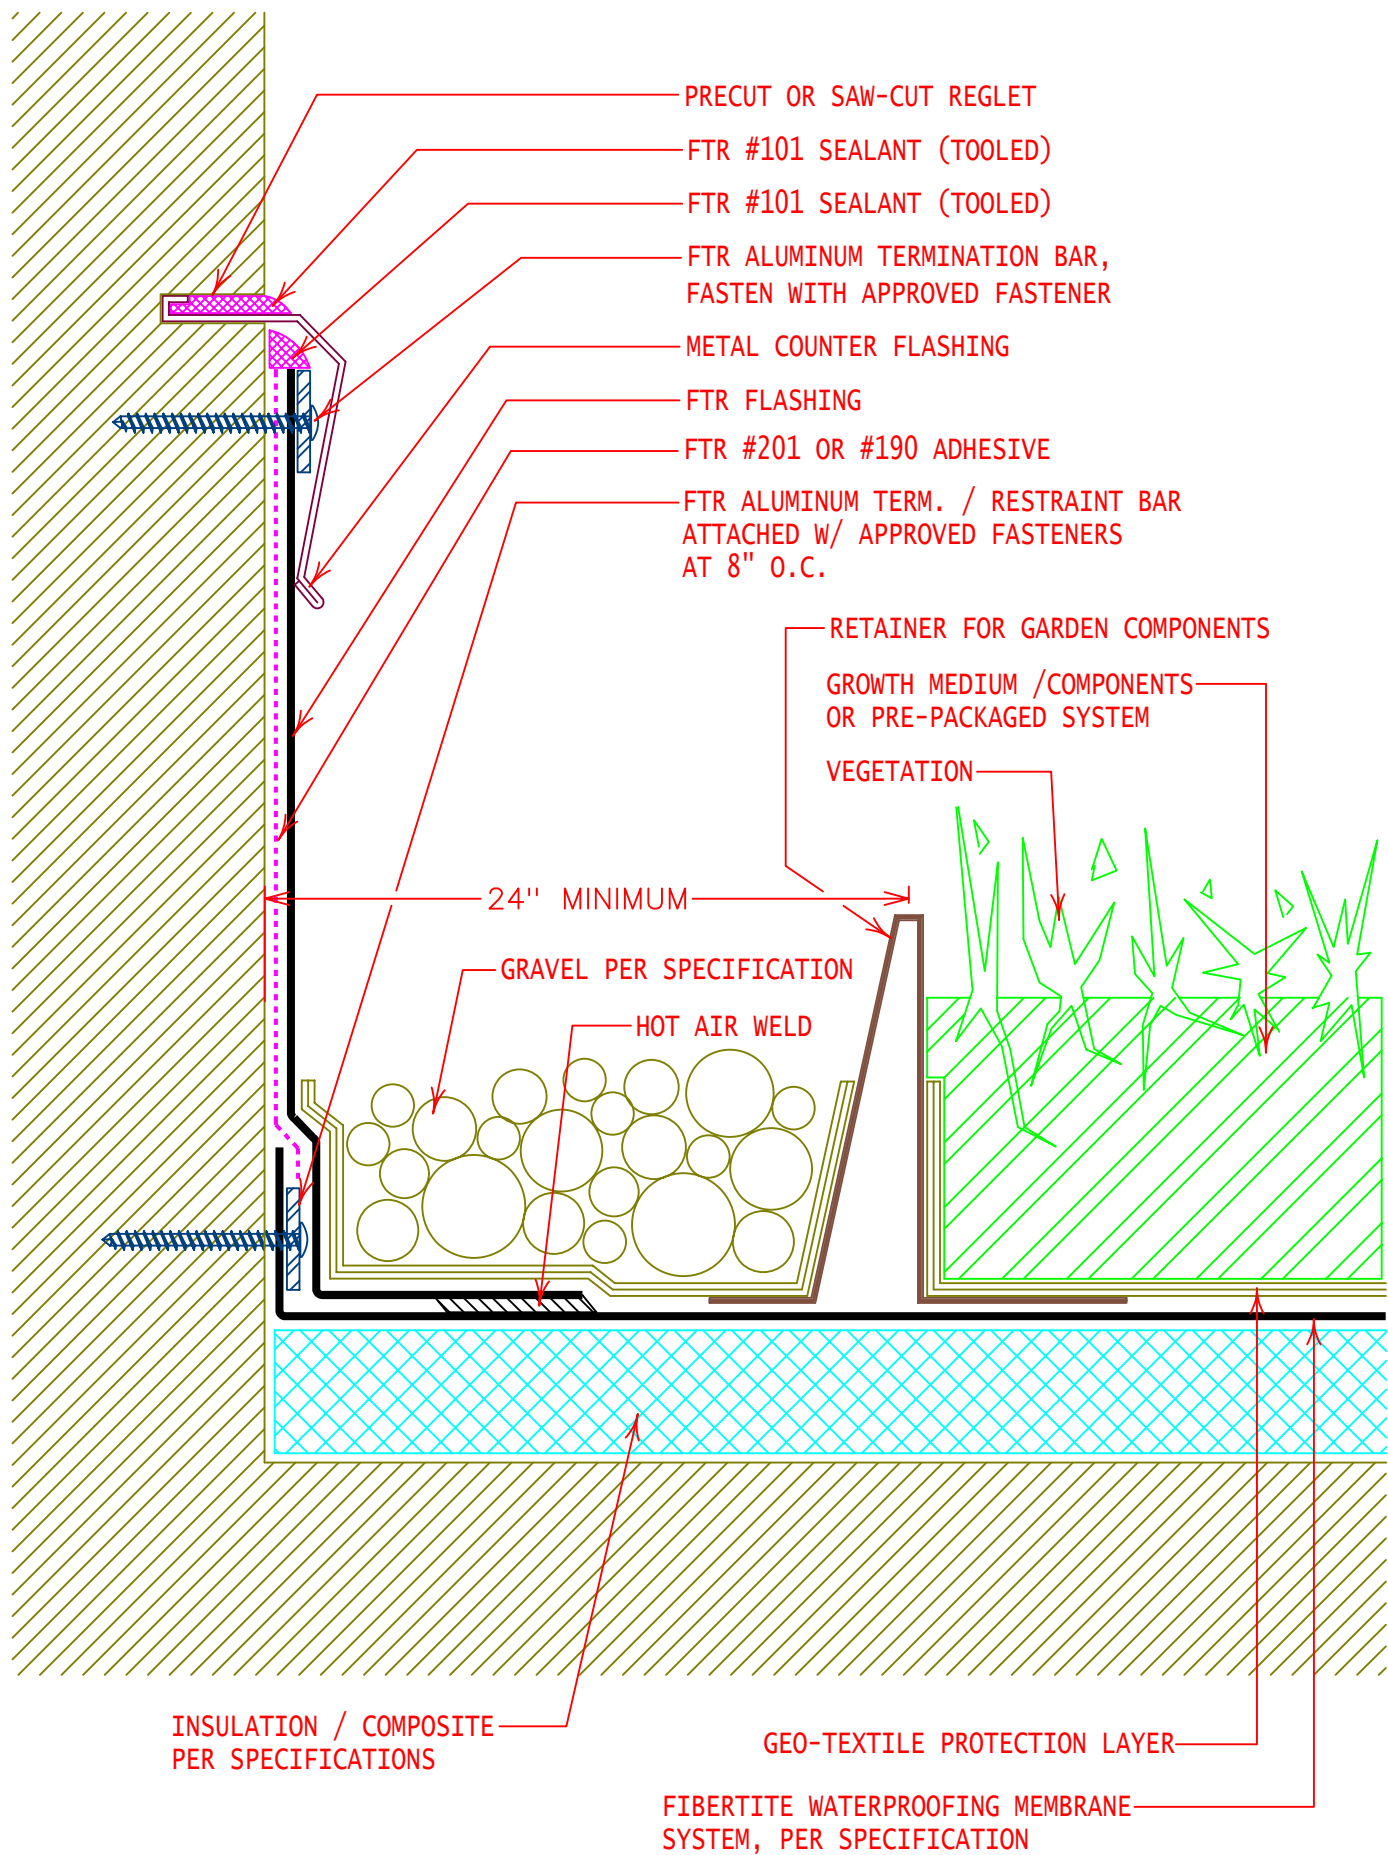 PRECUT OR SAW-CUT REGLET
FTR #101 SEALANT (TOOLED)
FTR #101 SEALANT (TOOLED)
FTR ALUMINUM TERMINATION BAR,
FASTEN WITH APPROVED FASTENER
METAL COUNTER FLASHING
FTR FLASHING
FTR #201 OR #190 ADHESIVE
FTR ALUMINUM TERM. / RESTRAINT BAR
ATTACHED W/ APPROVED FASTENERS
AT 8" O.C.
RETAINER FOR GARDEN COMPONENTS
GROWTH MEDIUM /COMPONENTS
OR PRE-PACKAGED SYSTEM
VEGETATION
24" MINIMUM
GRAVEL PER SPECIFICATION
HOT AIR WELD
INSULATION / COMPOSITE
PER SPECIFICATIONS
GEO-TEXTILE PROTECTION LAYER
FIBERTITE WATERPROOFING MEMBRANE
SYSTEM, PER SPECIFICATION